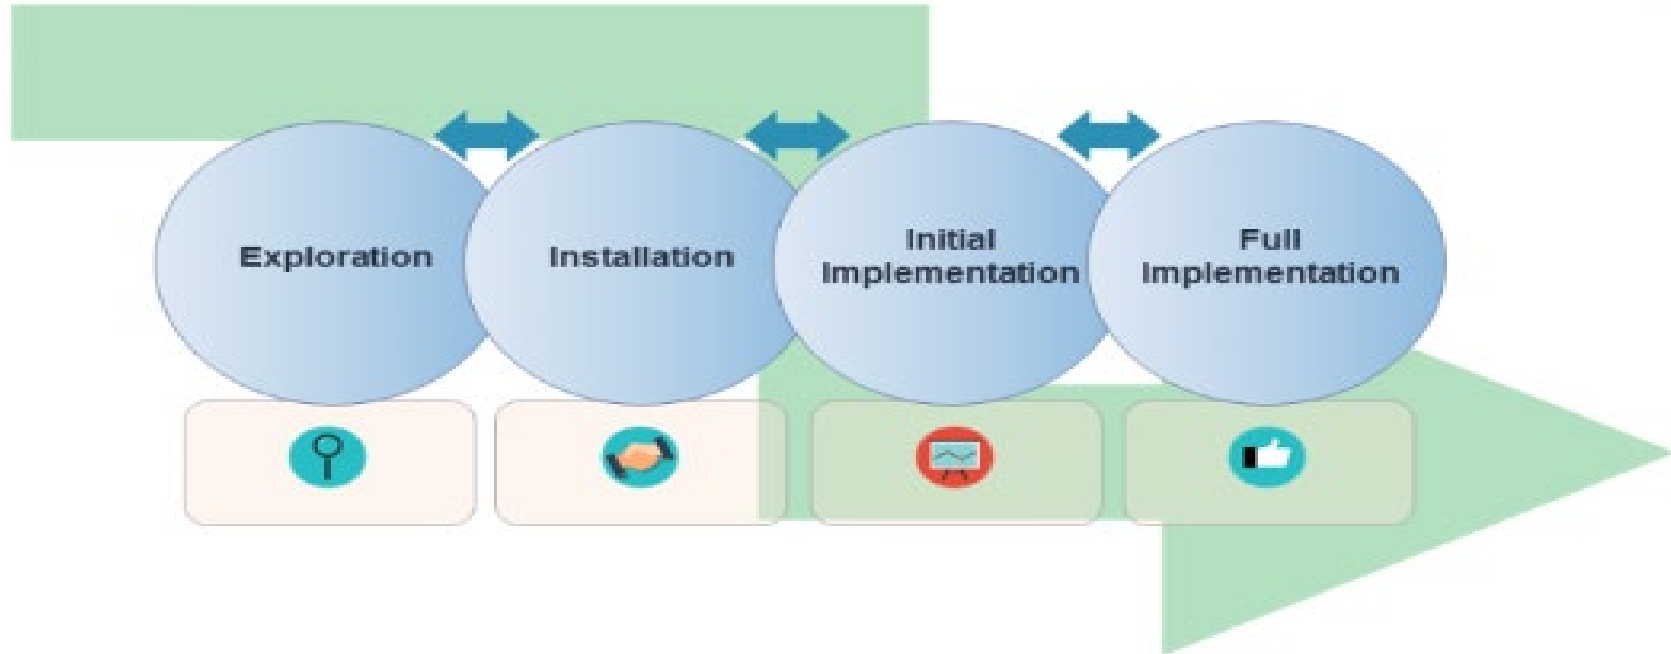 Exploration
Installation
Initial
Implementation
Full
Implementation